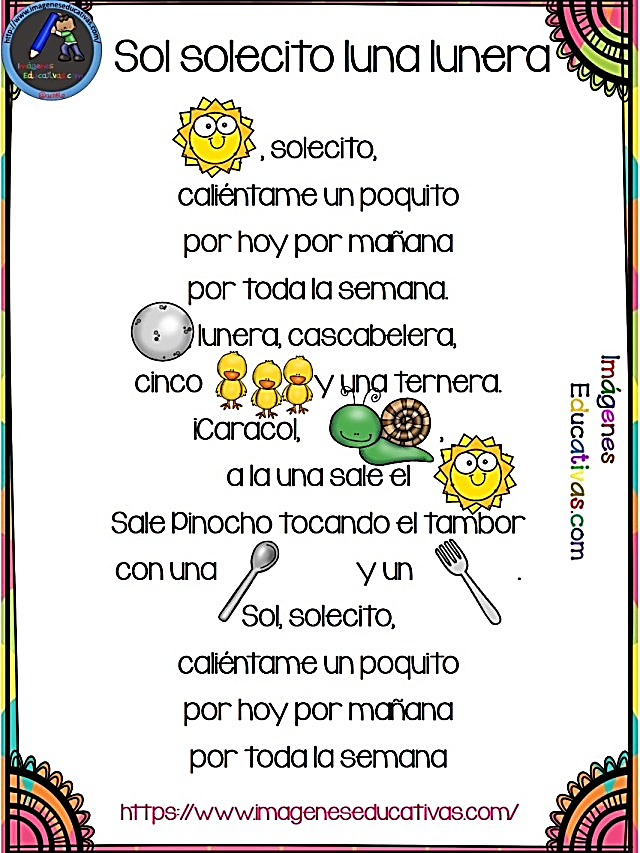 http://www.imageneseducativas.com/
Imágenes
Educativas.com
Sol solecito luna lunera
, solecito,
caliéntame un poquito
por hoy por mañana
por toda la semana.
lunera, cascabelera,
cinco y una ternera.
¡Caracol, ,
a la una sale el
Sale Pinocho tocando el tambor
con una y un .
Sol, solecito,
caliéntame un poquito
por hoy por mañana
por toda la semana
Imágenes
Educativas.com
https://www.imageneseducativas.com/